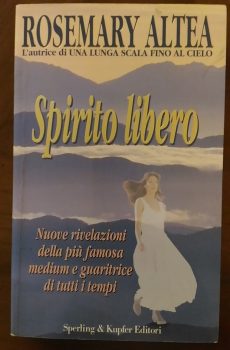 ROSEMARY ALTEA
L'autrice di UNA LUNGA SCALA FINO AL CIELO
Spirito libero
Nuove rivelazioni
della più famosa
medium e guaritrice
di tutti i tempi
Sperling & Kupfer Editori